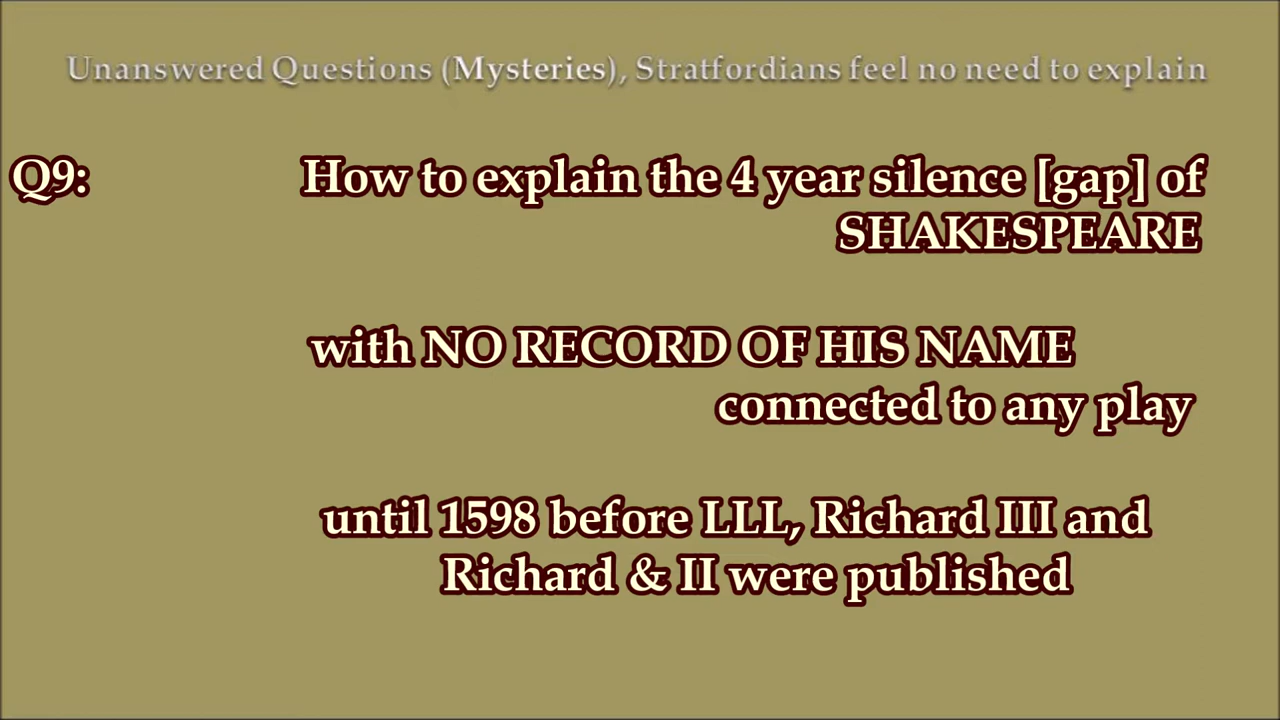 Unanswered Questions (Mysteries), Stratfordians feel no need to explain
Q9: How to explain the 4 year silence [gap] of
SHAKESPEARE
with NO RECORD OF HIS NAME
connected to any play
until 1598 before LLL, Richard III and
Richard & II were published